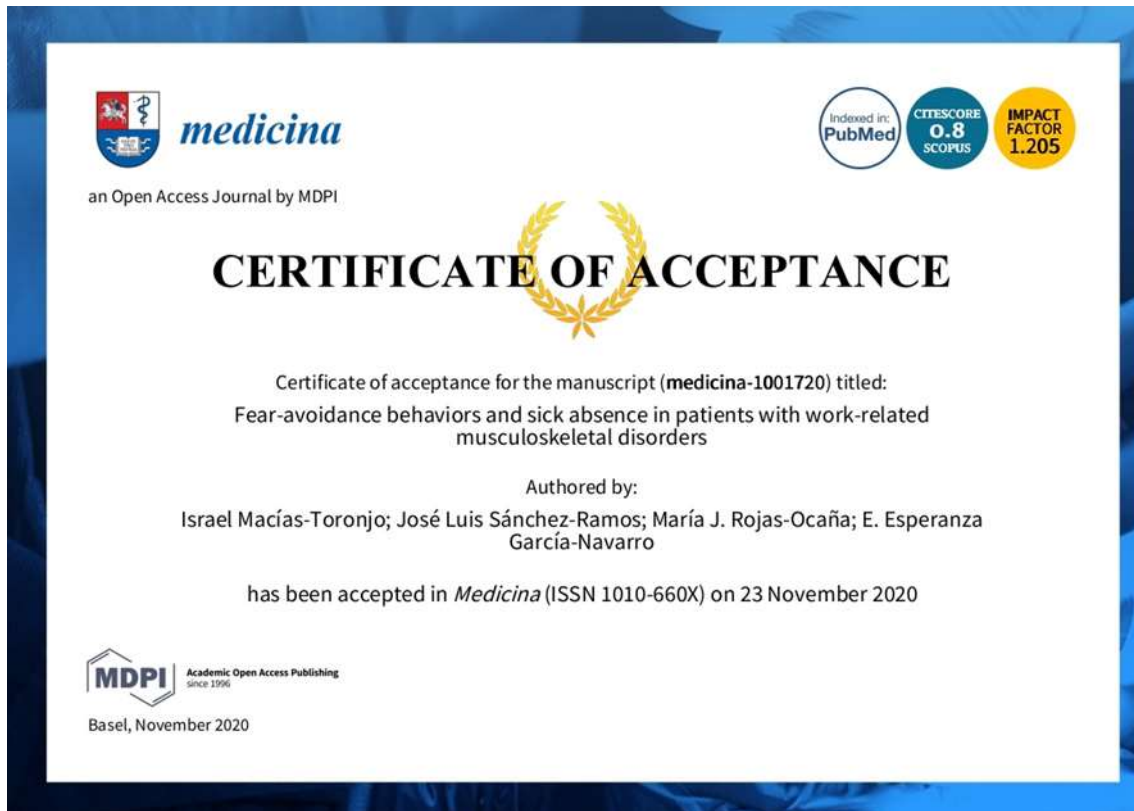 medicina
Indexed in:
PubMed
CITESCORE
0.8
SCOPUS
IMPACT
FACTOR
1.205
an Open Access Journal by MDPI
CERTIFICATE OF ACCEPTANCE
Certificate of acceptance for the manuscript (medicina-1001720) titled:
Fear-avoidance behaviors and sick absence in patients with work-related
musculoskeletal disorders
Authored by:
Israel Macías-Toronjo; José Luis Sánchez-Ramos; María J. Rojas-Ocaña; E. Esperanza
García-Navarro
has been accepted in Medicina (ISSN 1010-660X) on 23 November 2020
MDPI
Academic Open Access Publishing
since 1996
Basel, November 2020